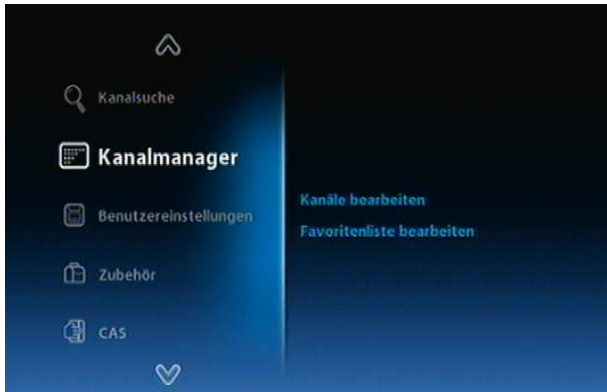 Kanalsuche
Kanalmanager
Benutzereinstellungen
Zubehör
CAS
Kanäle bearbeiten
Favoritenliste bearbeiten